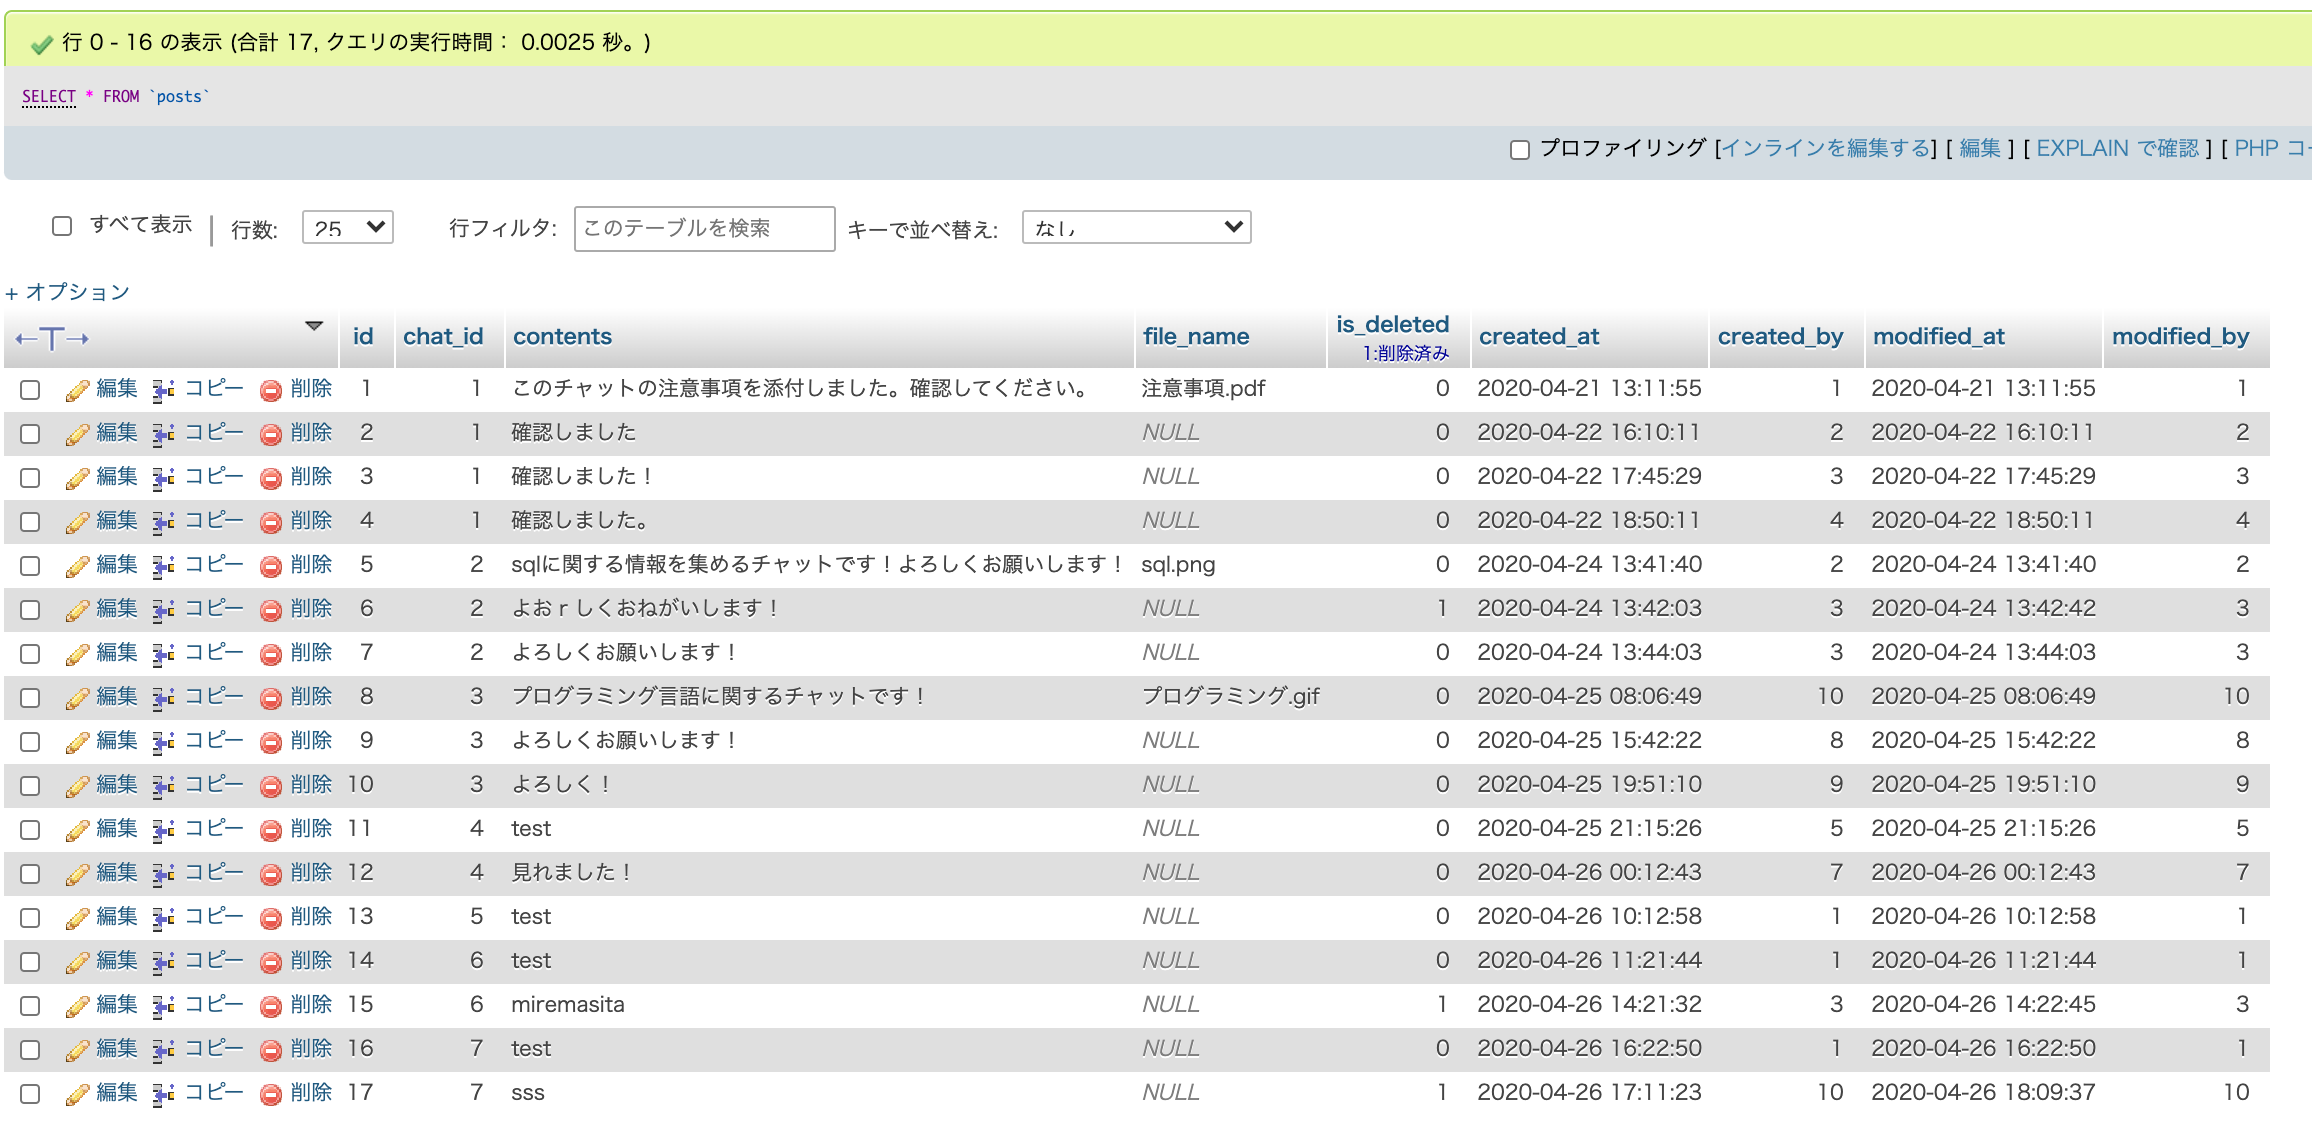 行 0 - 16 の表示 (合計 17, クエリの実行時間： 0.0025 秒。)
SELECT * FROM `posts`
プロファイリング [インラインを編集する] [ 編集 ] [ EXPLAIN で確認 ] [ PHP コ
すべて表示 | 行数: 25 行フィルタ: このテーブルを検索 キーで並べ替え: なし
+ オプション
←T→ id chat_id contents file_name is_deleted 1:削除済み created_at created_by modified_at modified_by
編集 コピー 削除 1 1 このチャットの注意事項を添付しました。確認してください。 注意事項.pdf 0 2020-04-21 13:11:55 1 2020-04-21 13:11:55 1
編集 コピー 削除 2 1 確認しました NULL 0 2020-04-22 16:10:11 2 2020-04-22 16:10:11 2
編集 コピー 削除 3 1 確認しました！ NULL 0 2020-04-22 17:45:29 3 2020-04-22 17:45:29 3
編集 コピー 削除 4 1 確認しました。 NULL 0 2020-04-22 18:50:11 4 2020-04-22 18:50:11 4
編集 コピー 削除 5 2 sqlに関する情報を集めるチャットです！よろしくお願いします！ sql.png 0 2020-04-24 13:41:40 2 2020-04-24 13:41:40 2
編集 コピー 削除 6 2 よおｒしくおねがいします！ NULL 1 2020-04-24 13:42:03 3 2020-04-24 13:42:42 3
編集 コピー 削除 7 2 よろしくお願いします！ NULL 0 2020-04-24 13:44:03 3 2020-04-24 13:44:03 3
編集 コピー 削除 8 3 プログラミング言語に関するチャットです！ プログラミング.gif 0 2020-04-25 08:06:49 10 2020-04-25 08:06:49 10
編集 コピー 削除 9 3 よろしくお願いします！ NULL 0 2020-04-25 15:42:22 8 2020-04-25 15:42:22 8
編集 コピー 削除 10 3 よろしく！ NULL 0 2020-04-25 19:51:10 9 2020-04-25 19:51:10 9
編集 コピー 削除 11 4 test NULL 0 2020-04-25 21:15:26 5 2020-04-25 21:15:26 5
編集 コピー 削除 12 4 見れました！ NULL 0 2020-04-26 00:12:43 7 2020-04-26 00:12:43 7
編集 コピー 削除 13 5 test NULL 0 2020-04-26 10:12:58 1 2020-04-26 10:12:58 1
編集 コピー 削除 14 6 test NULL 0 2020-04-26 11:21:44 1 2020-04-26 11:21:44 1
編集 コピー 削除 15 6 miremasita NULL 1 2020-04-26 14:21:32 3 2020-04-26 14:22:45 3
編集 コピー 削除 16 7 test NULL 0 2020-04-26 16:22:50 1 2020-04-26 16:22:50 1
編集 コピー 削除 17 7 sss NULL 1 2020-04-26 17:11:23 10 2020-04-26 18:09:37 10